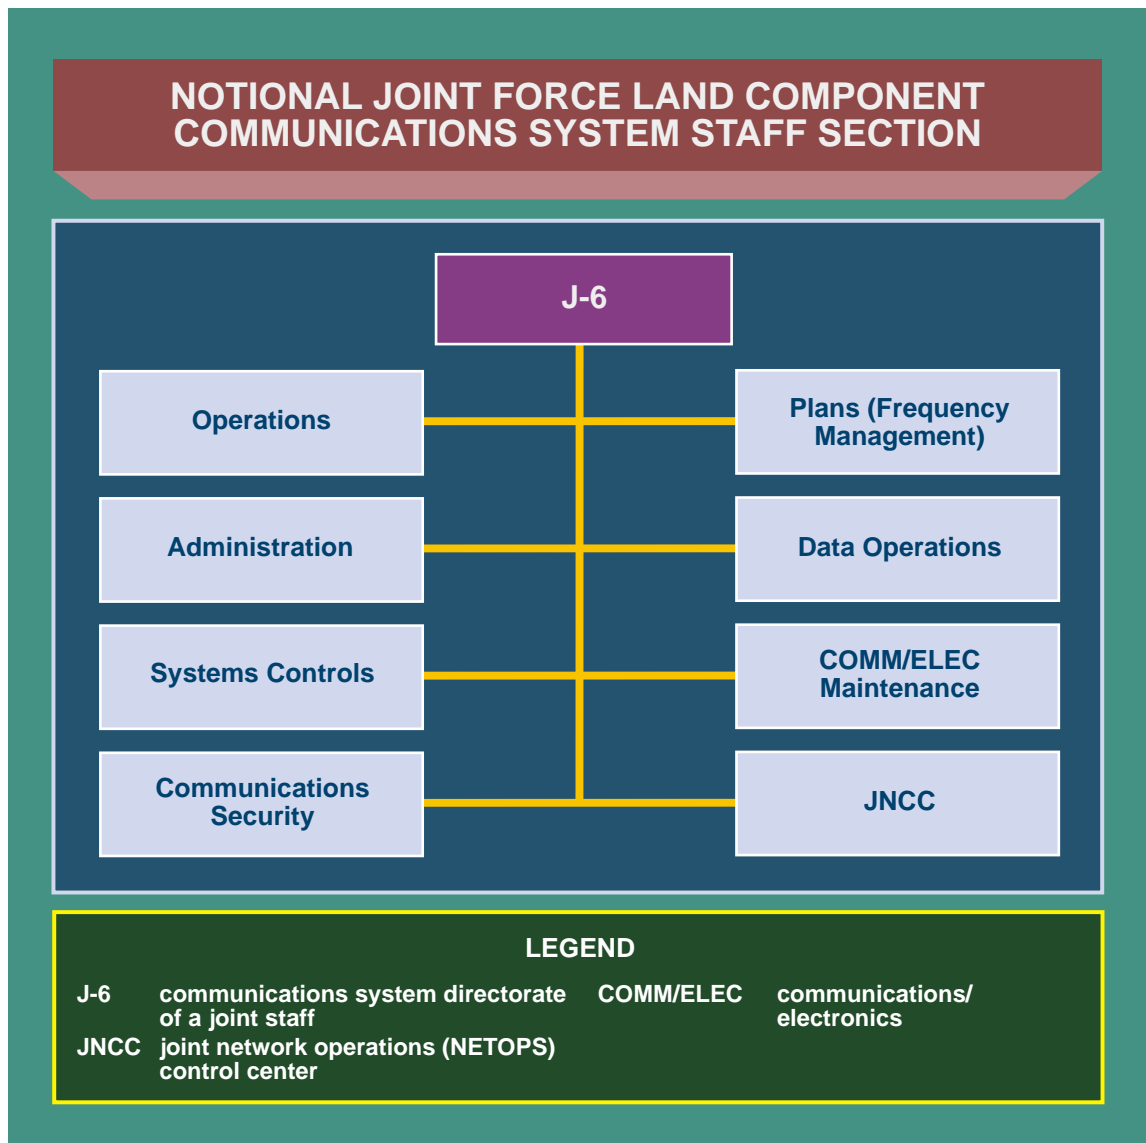 NOTIONAL JOINT FORCE LAND COMPONENT
COMMUNICATIONS SYSTEM STAFF SECTION
J-6
Operations
Plans (Frequency
Management)
Administration
Data Operations
Systems Controls
COMM/ELEC
Maintenance
Communications
Security
JNCC
LEGEND
J-6 communications system directorate
of a joint staff
JNCC joint network operations (NETOPS)
control center
COMM/ELEC communications/
electronics